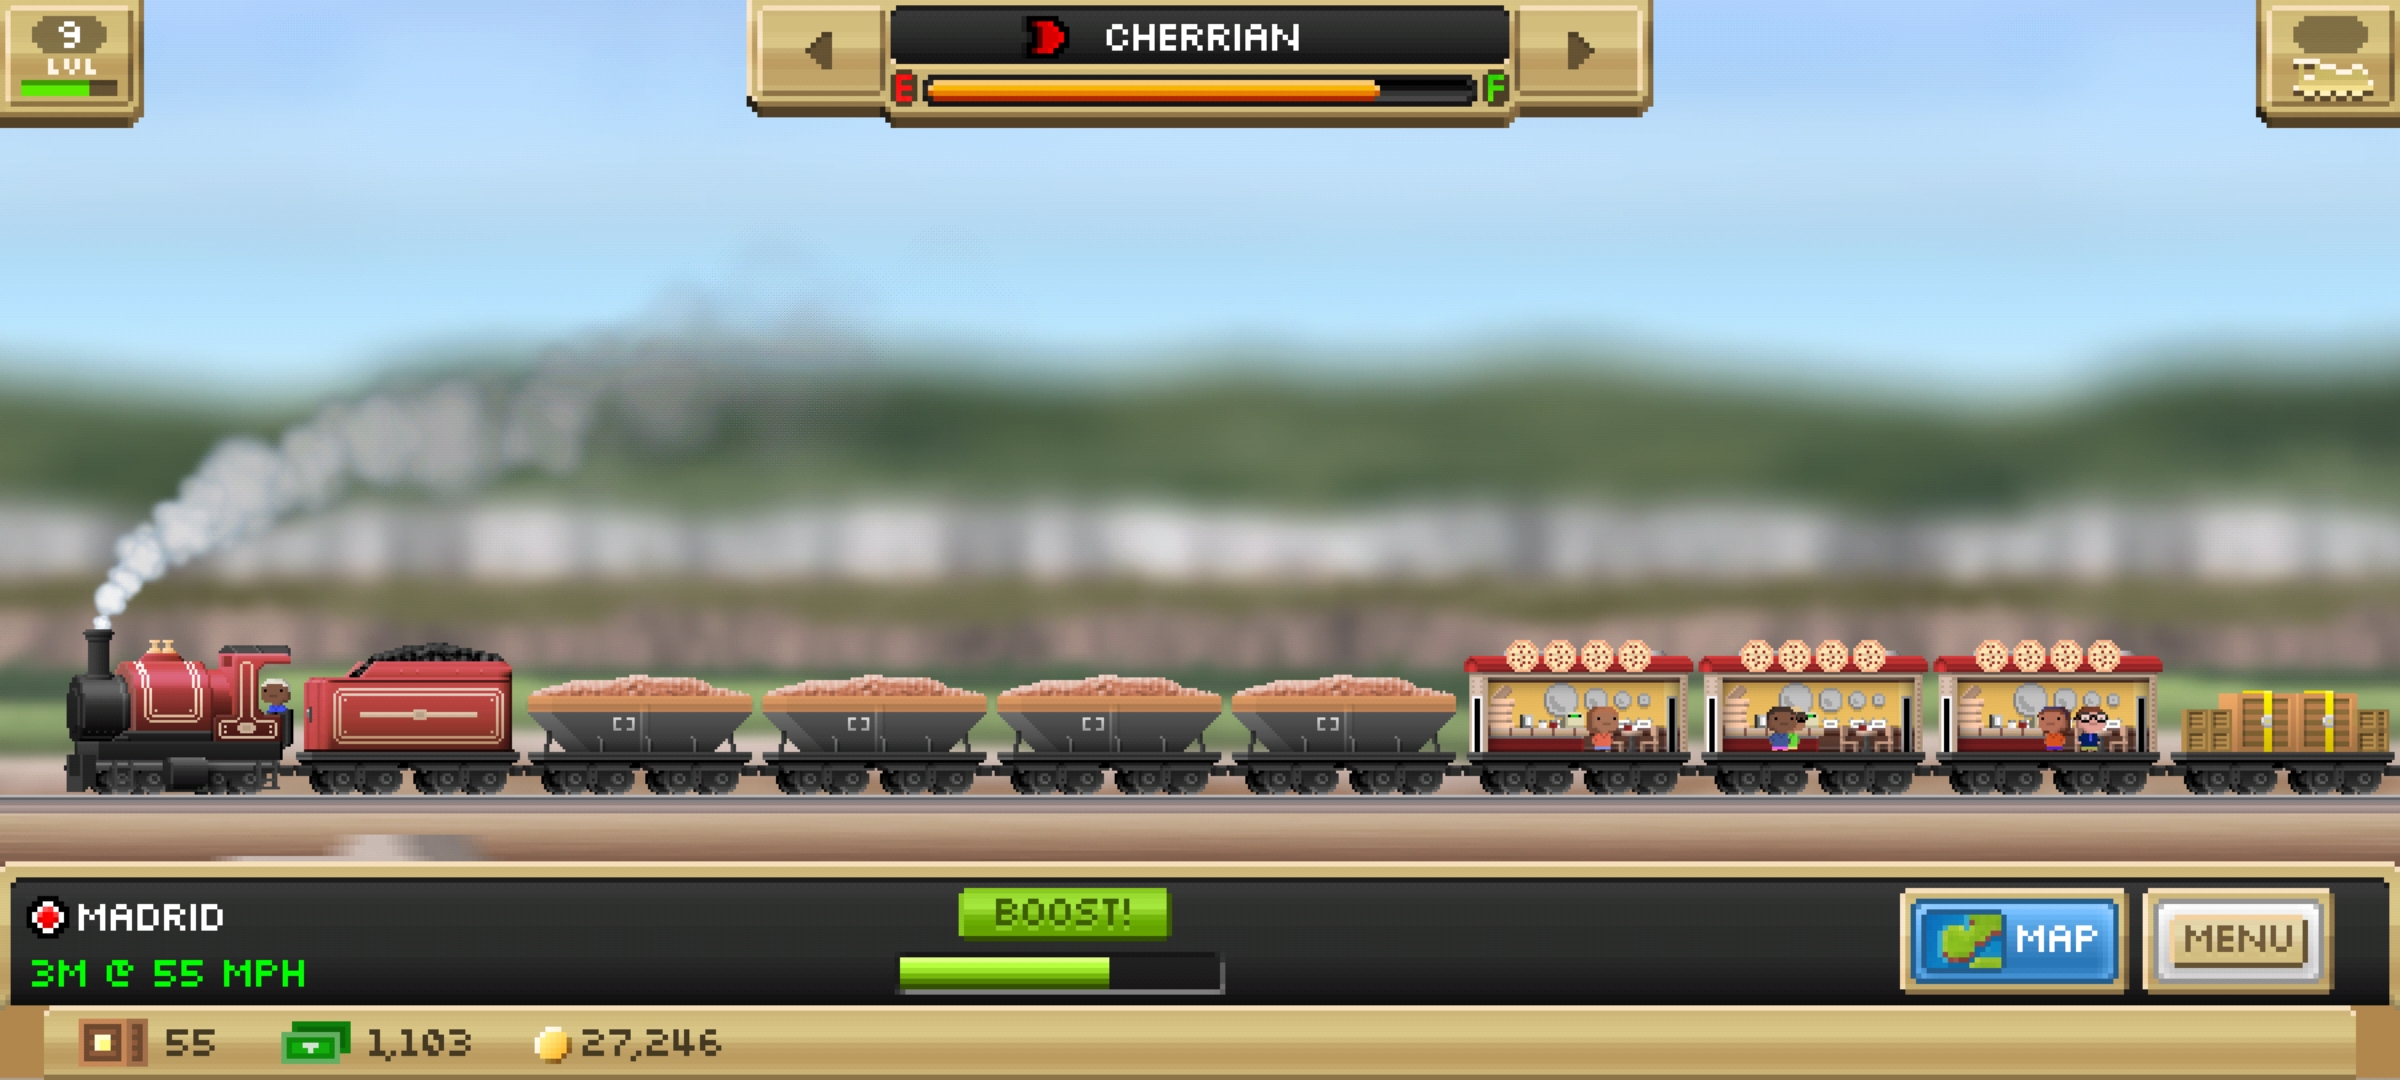 9
LVL
CHERRIAN
E F
MADRID
3M @ 55 MPH
BOOST!
MAP
MENU
55 1,103 27,246